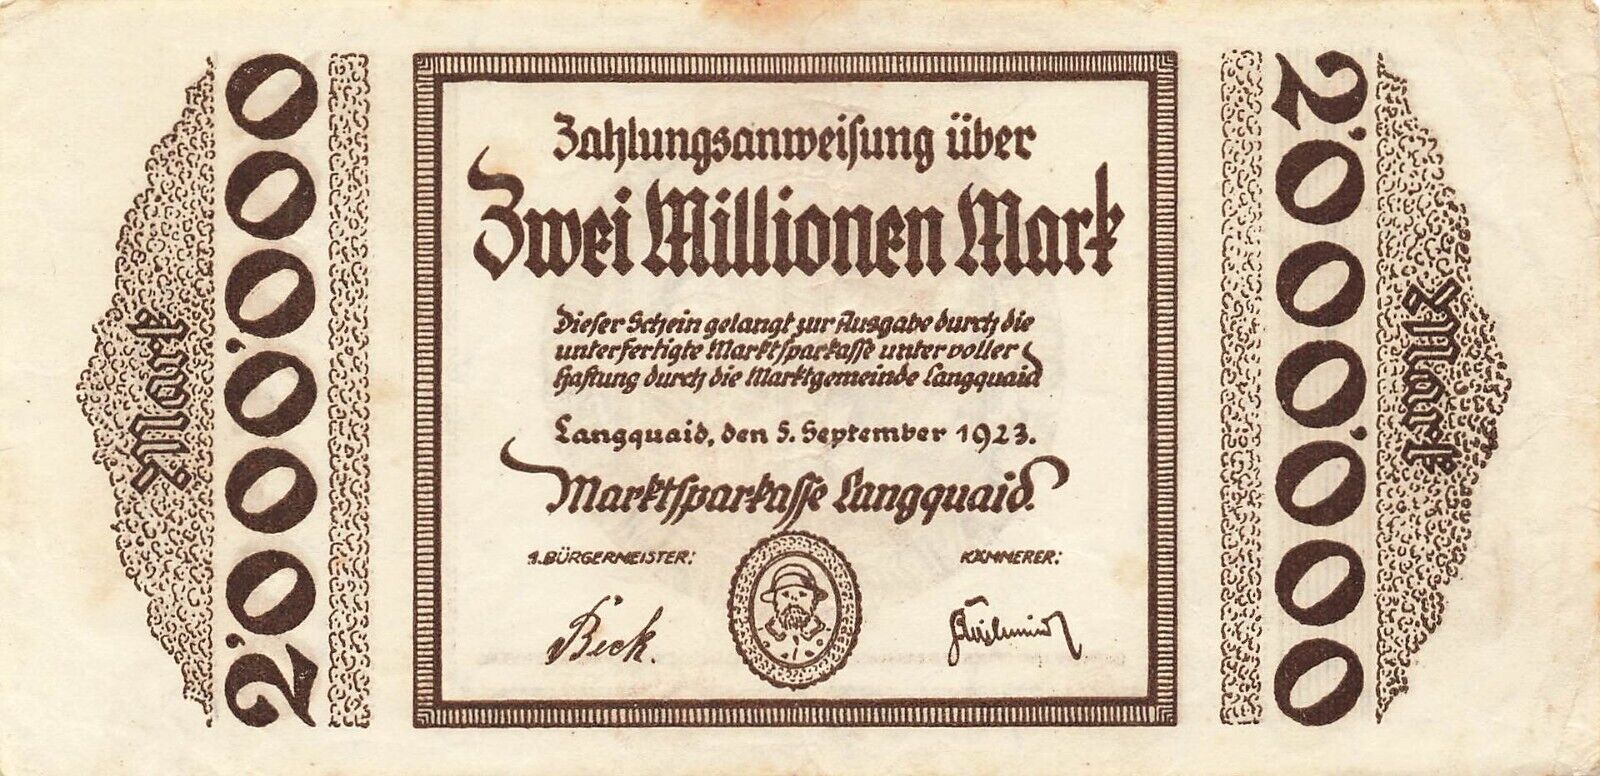 Mark
2'000'000
Zahlungsanweisung über
Zwei Millionen Mark
Dieser Schein gelangt zur Ausgabe durch die
unterfertigte Marktsparkasse unter voller
Haftung durch die Marktgemeinde Langquaid
Langquaid, den 5. September 1923.
Marktsparkasse Langquaid.
1. BÜRGERMEISTER:
KÄMMERER:
Beck.
2'000'000
Mark